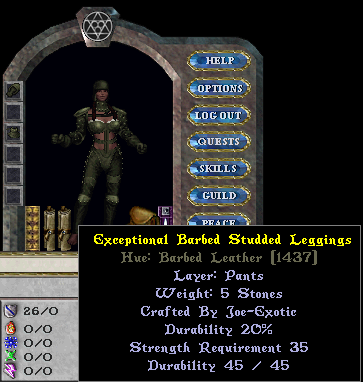 HELP
OPTIONS
LOG OUT
QUESTS
SKILLS
GUILD
PEACE
Exceptional Barbed Studded Leggings
Hue: Barbed Leather [1437]
Layer: Pants
Weight: 5 Stones
Crafted By Joe-Exotic
Durability 20%
Strength Requirement 35
Durability 45 / 45
26/0
0/0
0/0
0/0
0/0